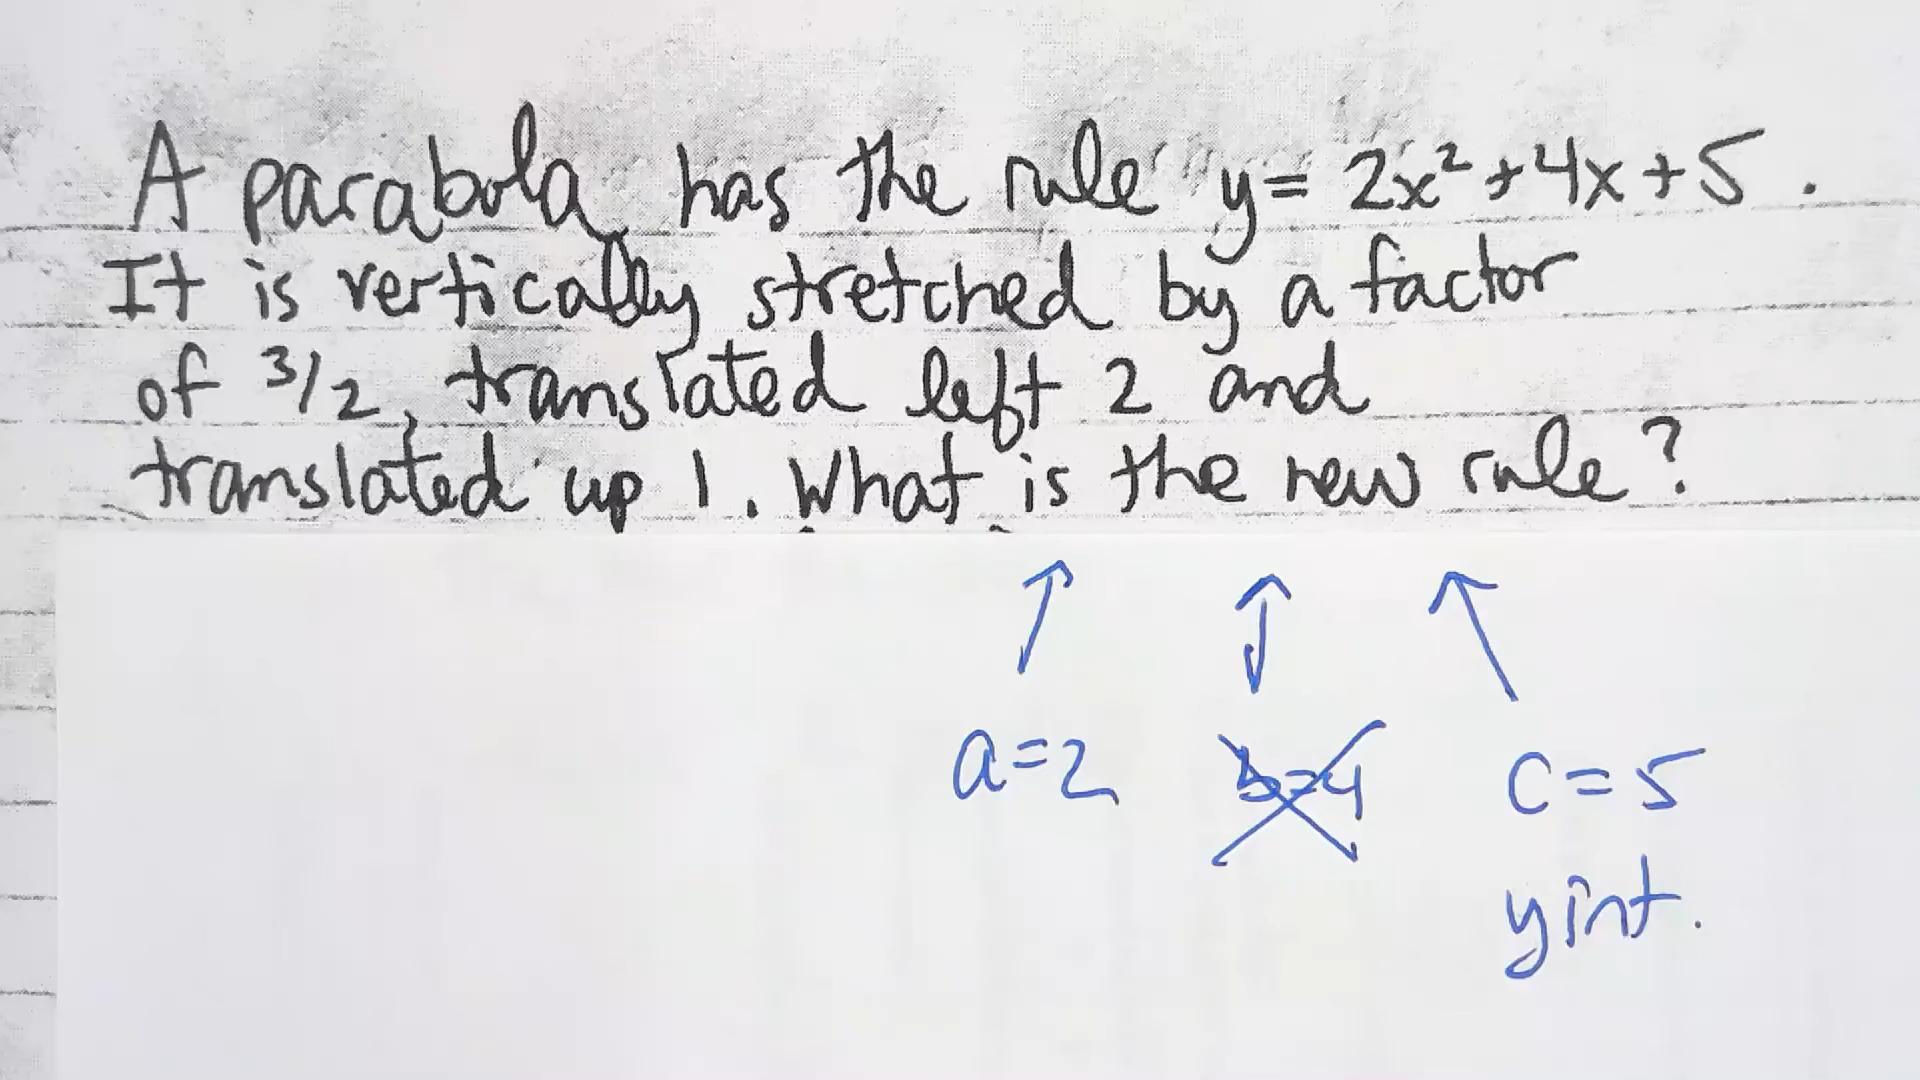 A parabola has the rule y = 2x² + 4x + 5.
It is vertically stretched by a factor
of 3/2, translated left 2 and
translated up 1. What is the new rule?
a=2 b=4 c=5
y int.